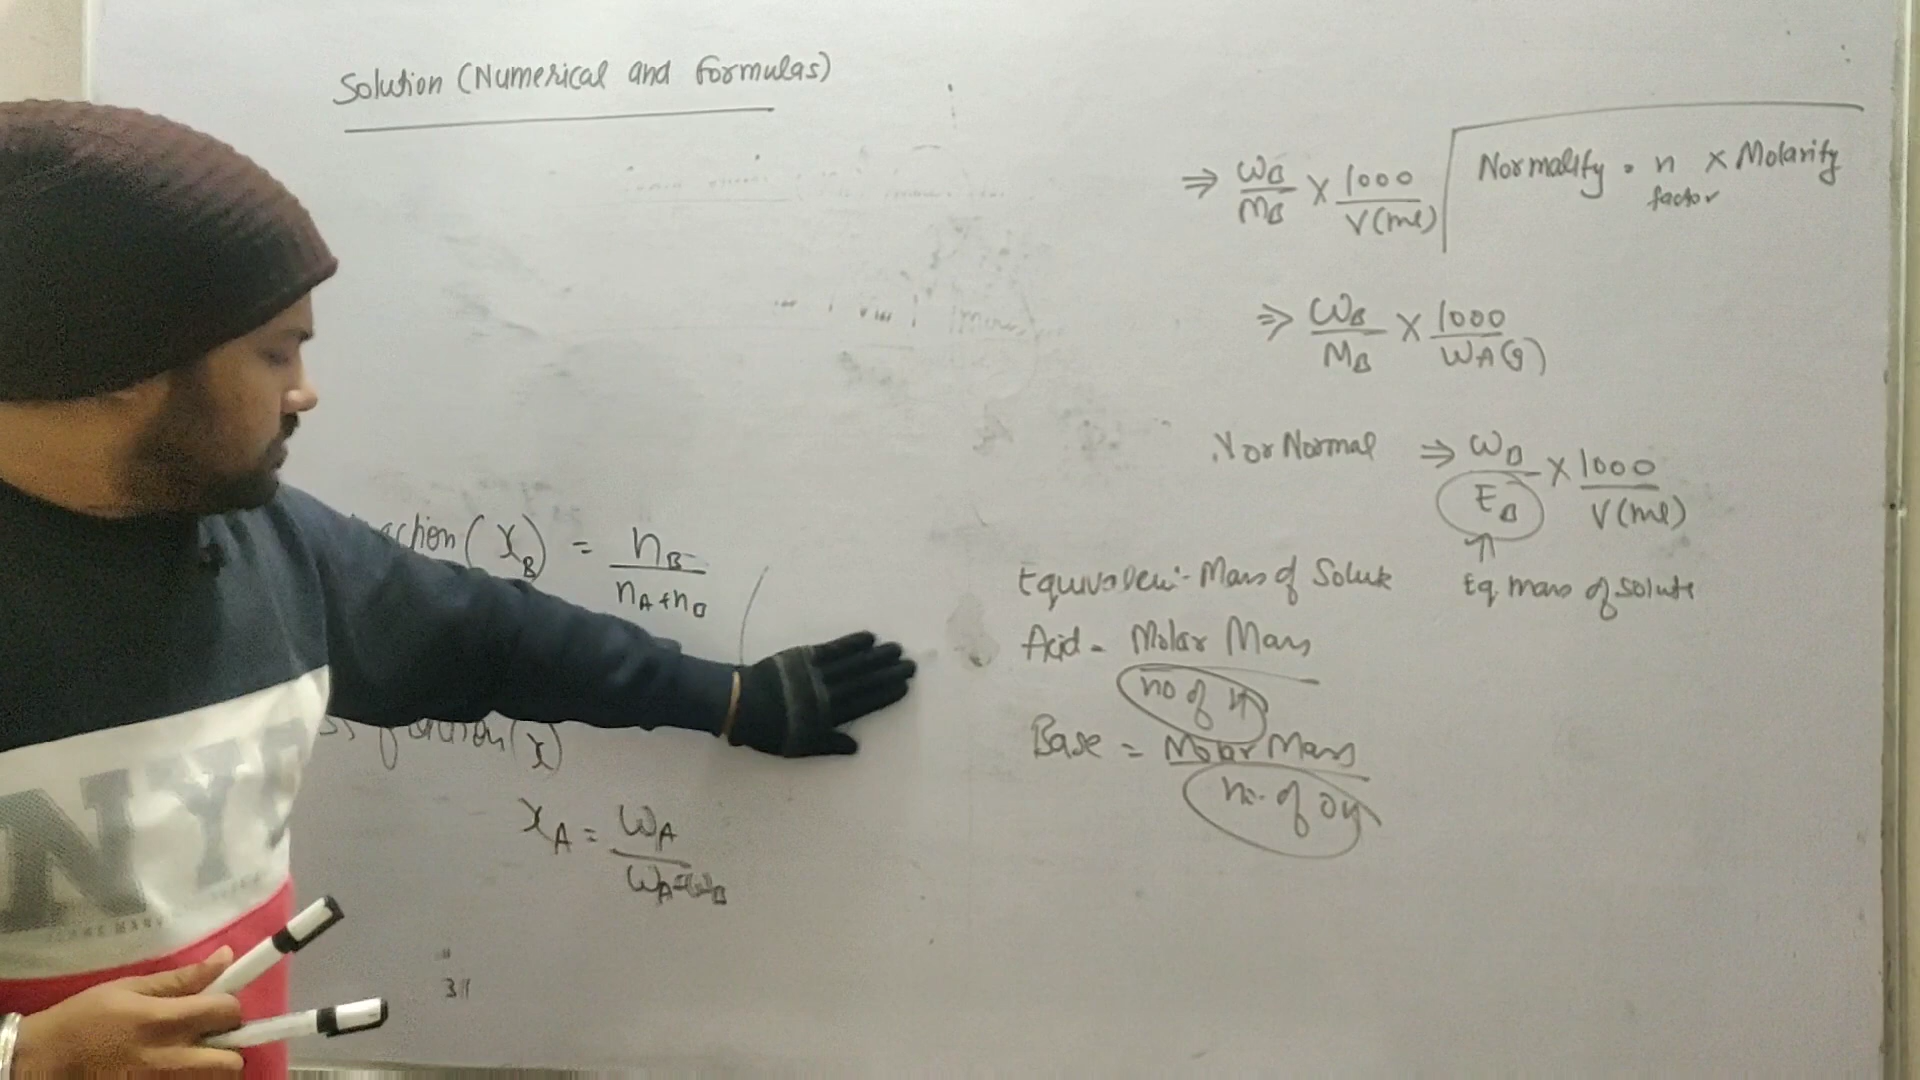 Solution (Numerical and Formulas)
⇒ WB/MB × 1000/V(ml)
Normality = n factor × Molarity
⇒ WB/MB × 1000/WA(g)
N or Normal ⇒ WB/EB × 1000/V(ml)
Eq. mass of solute
Equivalent Mass of Solute
Acid = Molar Mass/no of H
Base = Molar Mass/no. of OH
action (XB) = nB/nA+nB
(x)
xA = WA/WA+WB
NY